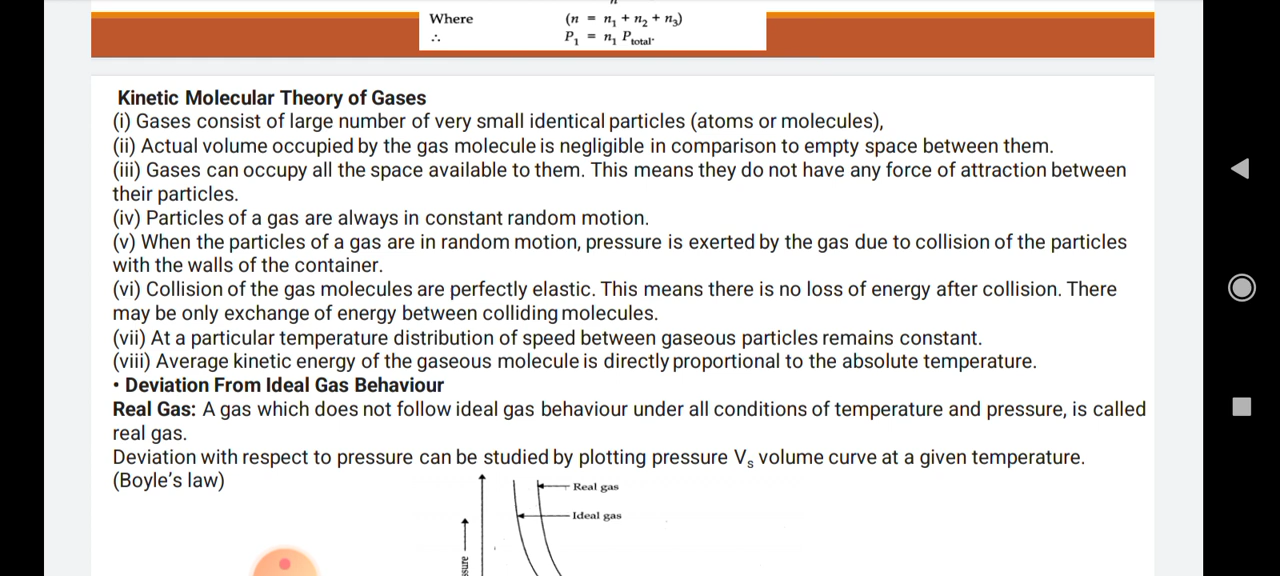 Where (n = n₁ + n₂ + n₃)
∴ P₁ = n₁ Ptotal.
Kinetic Molecular Theory of Gases
(i) Gases consist of large number of very small identical particles (atoms or molecules),
(ii) Actual volume occupied by the gas molecule is negligible in comparison to empty space between them.
(iii) Gases can occupy all the space available to them. This means they do not have any force of attraction between
their particles.
(iv) Particles of a gas are always in constant random motion.
(v) When the particles of a gas are in random motion, pressure is exerted by the gas due to collision of the particles
with the walls of the container.
(vi) Collision of the gas molecules are perfectly elastic. This means there is no loss of energy after collision. There
may be only exchange of energy between colliding molecules.
(vii) At a particular temperature distribution of speed between gaseous particles remains constant.
(viii) Average kinetic energy of the gaseous molecule is directly proportional to the absolute temperature.
• Deviation From Ideal Gas Behaviour
Real Gas: A gas which does not follow ideal gas behaviour under all conditions of temperature and pressure, is called
real gas.
Deviation with respect to pressure can be studied by plotting pressure Vₛ volume curve at a given temperature.
(Boyle's law)
Real gas
Ideal gas